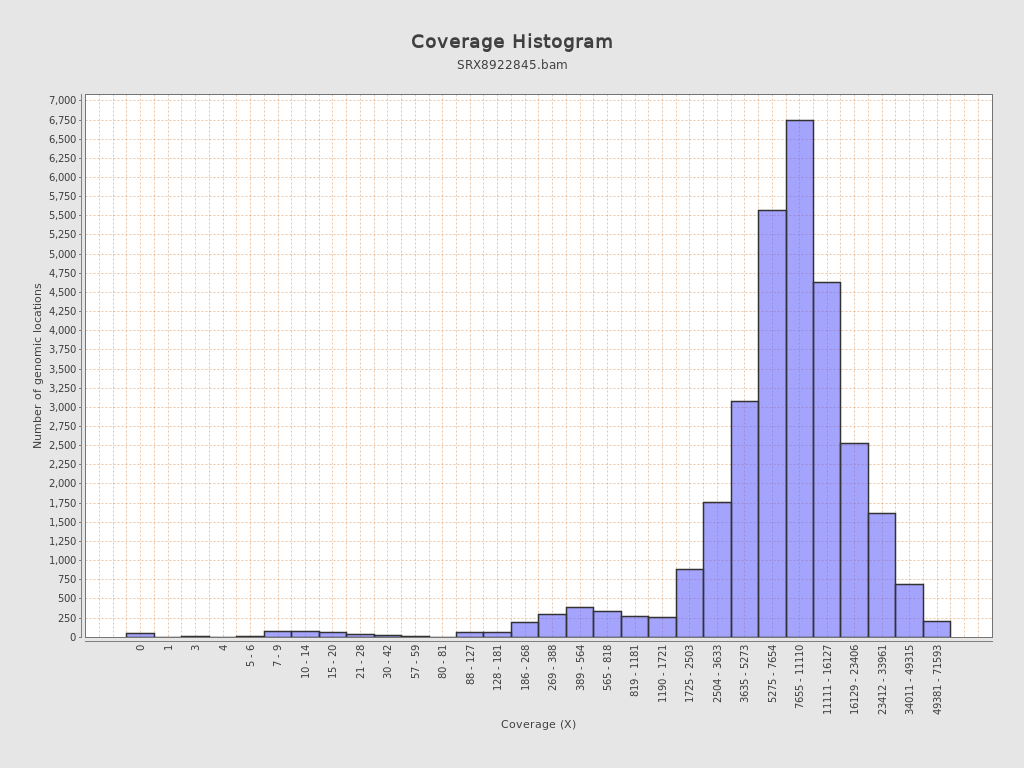 Coverage Histogram
SRX8922845.bam
7,000
6,750
6,500
6,250
6,000
5,750
5,500
5,250
5,000
4,750
4,500
4,250
4,000
3,750
3,500
3,250
3,000
2,750
2,500
2,250
2,000
1,750
1,500
1,250
1,000
750
500
250
0
Number of genomic locations
0
1
3
4
5 - 6
7 - 9
10 - 14
15 - 20
21 - 28
30 - 42
57 - 59
80 - 81
88 - 127
128 - 181
186 - 268
269 - 388
389 - 564
565 - 818
819 - 1181
1190 - 1721
1725 - 2503
2504 - 3633
3635 - 5273
5275 - 7654
7655 - 11110
11111 - 16127
16129 - 23406
23412 - 33961
34011 - 49315
49381 - 71593
Coverage (X)